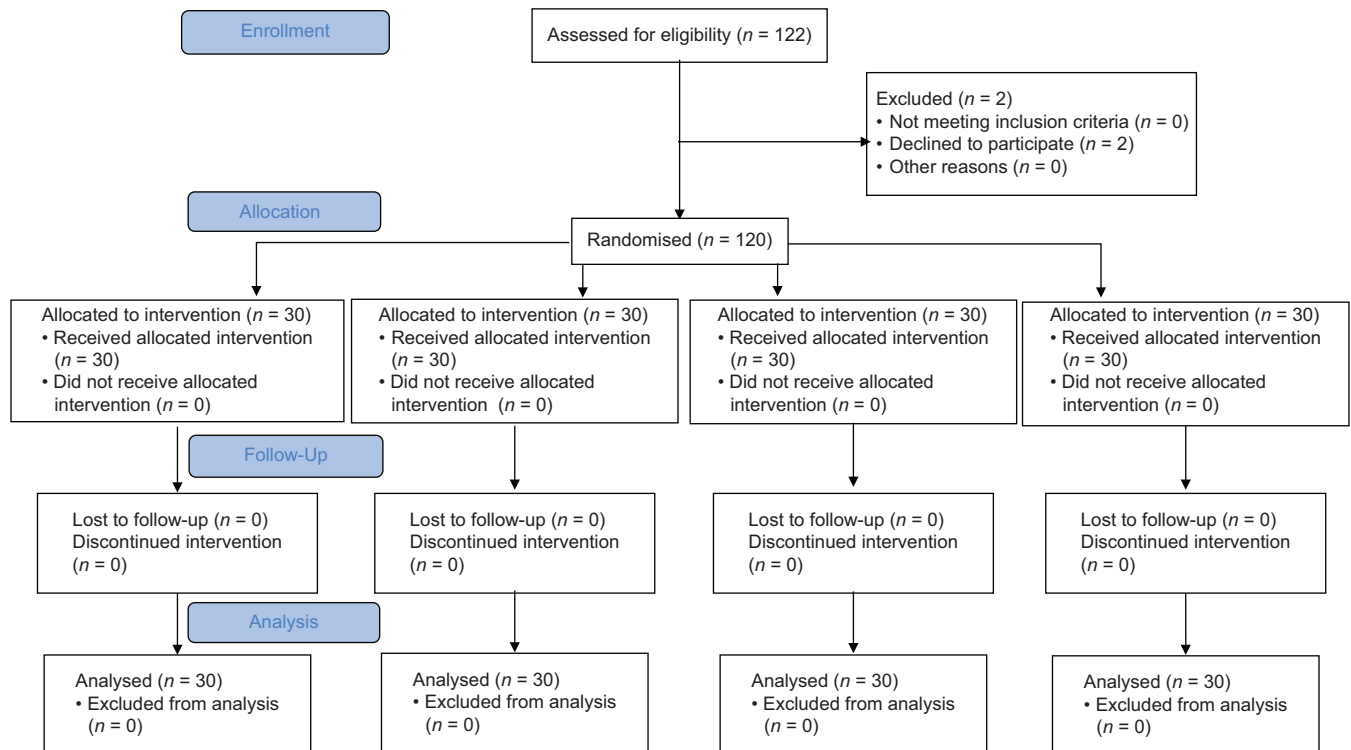 Enrollment
Assessed for eligibility (n = 122)
Excluded (n = 2)
• Not meeting inclusion criteria (n = 0)
• Declined to participate (n = 2)
• Other reasons (n = 0)
Allocation
Randomised (n = 120)
Allocated to intervention (n = 30)
• Received allocated intervention
(n = 30)
• Did not receive allocated
intervention (n = 0)
Allocated to intervention (n = 30)
• Received allocated intervention
(n = 30)
• Did not receive allocated
intervention (n = 0)
Allocated to intervention (n = 30)
• Received allocated intervention
(n = 30)
• Did not receive allocated
intervention (n = 0)
Allocated to intervention (n = 30)
• Received allocated intervention
(n = 30)
• Did not receive allocated
intervention (n = 0)
Follow-Up
Lost to follow-up (n = 0)
Discontinued intervention
(n = 0)
Lost to follow-up (n = 0)
Discontinued intervention
(n = 0)
Lost to follow-up (n = 0)
Discontinued intervention
(n = 0)
Lost to follow-up (n = 0)
Discontinued intervention
(n = 0)
Analysis
Analysed (n = 30)
• Excluded from analysis
(n = 0)
Analysed (n = 30)
• Excluded from analysis
(n = 0)
Analysed (n = 30)
• Excluded from analysis
(n = 0)
Analysed (n = 30)
• Excluded from analysis
(n = 0)